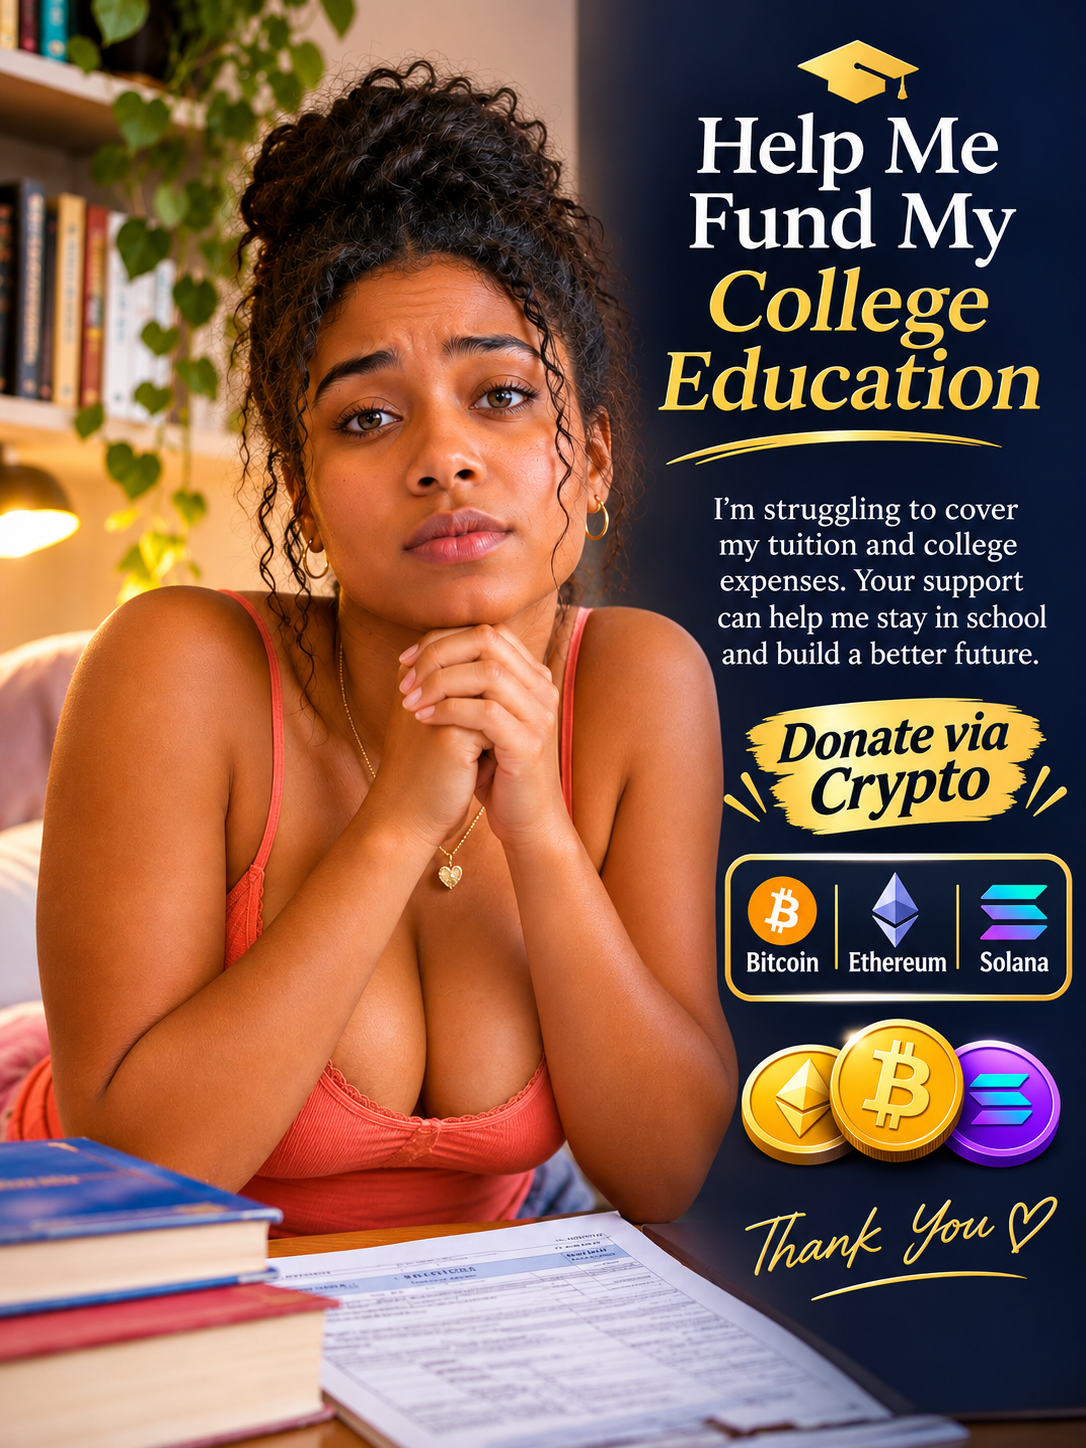 Help Me
Fund My
College
Education
I'm struggling to cover
my tuition and college
expenses. Your support
can help me stay in school
and build a better future.
Donate via
Crypto
Bitcoin
Ethereum
Solana
Thank You